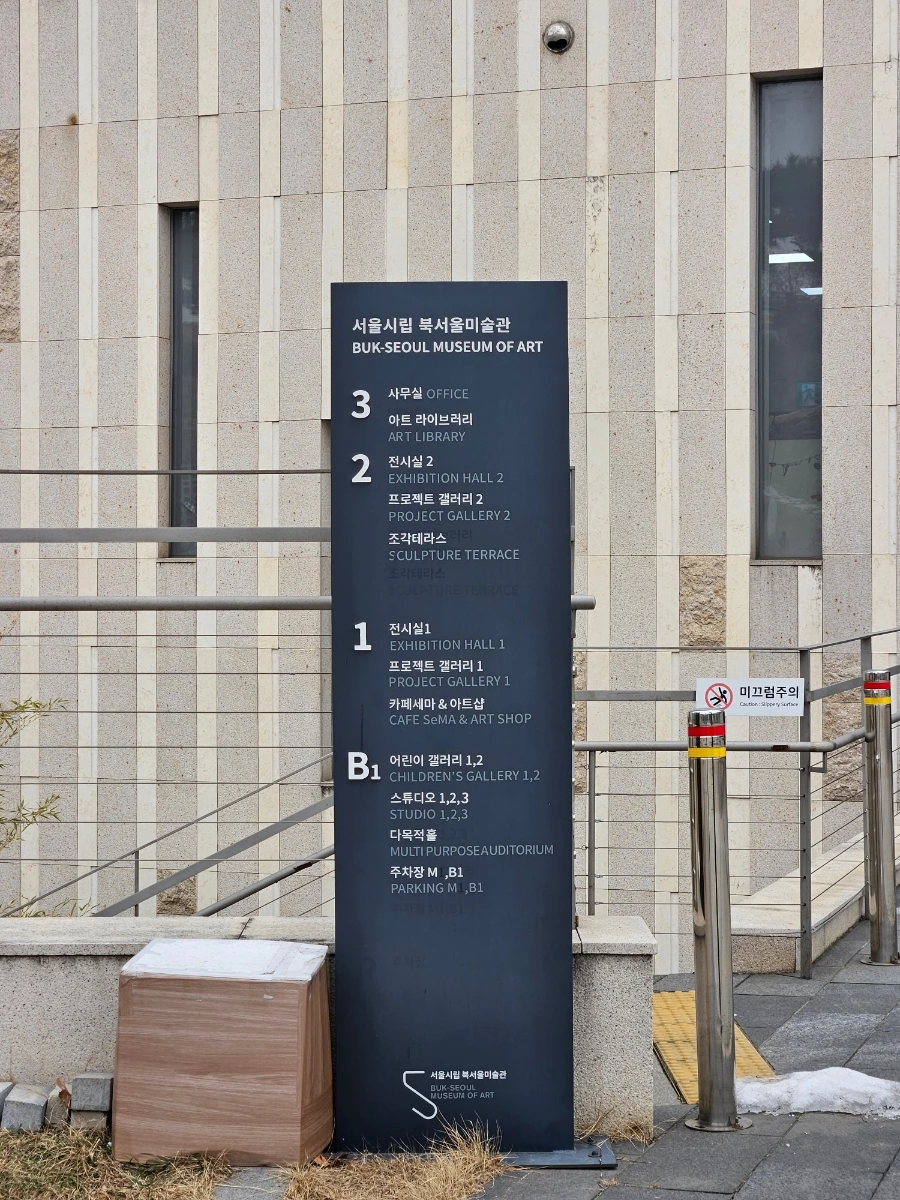 서울시립 북서울미술관
BUK-SEOUL MUSEUM OF ART
3 사무실 OFFICE
아트 라이브러리
ART LIBRARY
2 전시실 2
EXHIBITION HALL 2
프로젝트 갤러리 2
PROJECT GALLERY 2
조각테라스
SCULPTURE TERRACE
조각테라스
SCULPTURE TERRACE
1 전시실1
EXHIBITION HALL 1
프로젝트 갤러리 1
PROJECT GALLERY 1
카페세마 & 아트샵
CAFE SeMA & ART SHOP
B1 어린이 갤러리 1,2
CHILDREN'S GALLERY 1,2
스튜디오 1,2,3
STUDIO 1,2,3
다목적홀
MULTI PURPOSE AUDITORIUM
주차장 M ,B1
PARKING M ,B1
서울시립 북서울미술관
BUK-SEOUL
MUSEUM OF ART
미끄럼주의
Caution : Slippery Surface